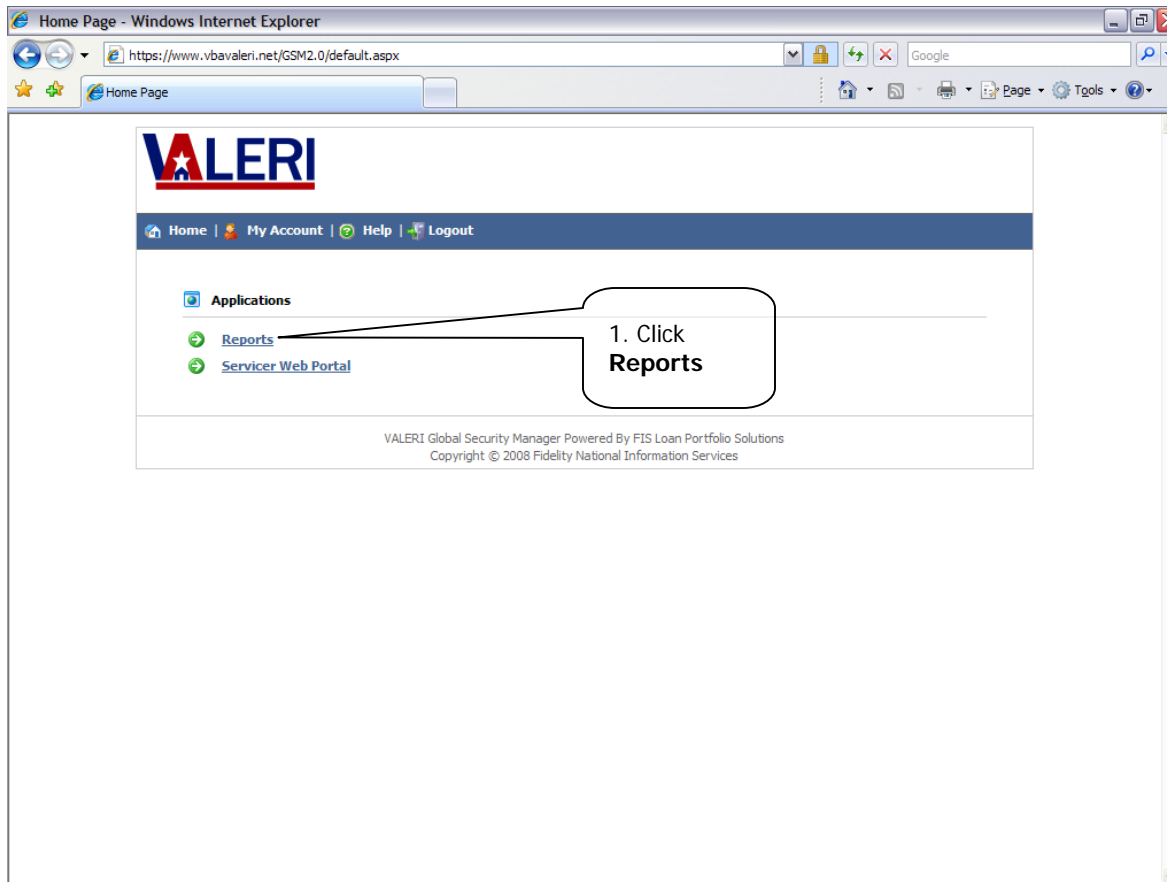 Home Page - Windows Internet Explorer
https://www.vbavaleri.net/GSM2.0/default.aspx
Google
Home Page
Page
Tools
VALERI
Home | My Account | Help | Logout
Applications
Reports
Servicer Web Portal
1. Click
Reports
VALERI Global Security Manager Powered By FIS Loan Portfolio Solutions
Copyright © 2008 Fidelity National Information Services